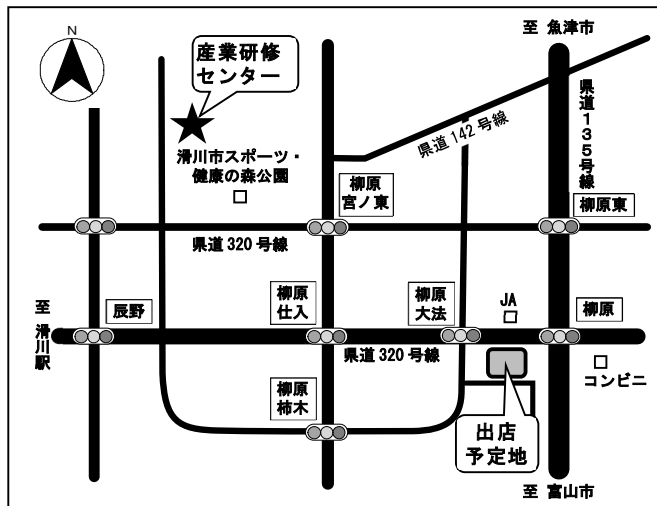 至 魚津市
N
産業研修
センター
県道135号線
県道142号線
滑川市スポーツ・
健康の森公園
柳原
宮ノ東
柳原東
県道320号線
至 滑川駅
辰野
柳原
仕入
柳原
大法
JA
柳原
県道320号線
コンビニ
柳原
柿木
出店
予定地
至 富山市